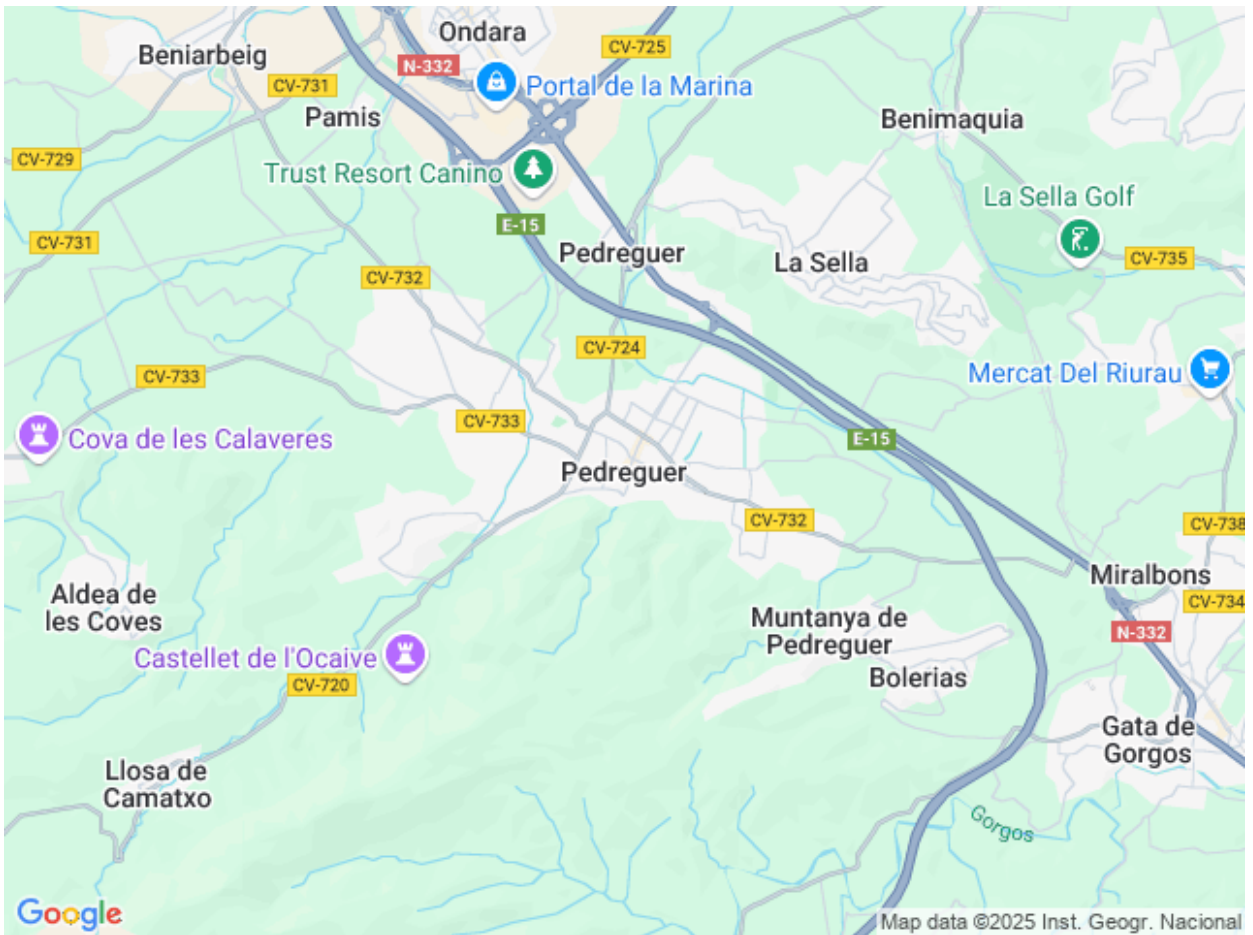 Ondara
Beniarbeig
CV-725
N-332
CV-731
Portal de la Marina
Pamis
Benimaquia
CV-729
Trust Resort Canino
La Sella Golf
E-15
CV-731
Pedreguer
La Sella
CV-735
CV-732
CV-724
CV-733
Mercat Del Riurau
CV-733
Cova de les Calaveres
E-15
Pedreguer
CV-732
CV-738
Miralbons
Aldea de
les Coves
CV-734
Muntanya de
Pedreguer
N-332
Castellet de l'Ocaive
Bolerias
CV-720
Gata de
Gorgos
Llosa de
Camatxo
Gorgos
Google
Map data ©2025 Inst. Geogr. Nacional